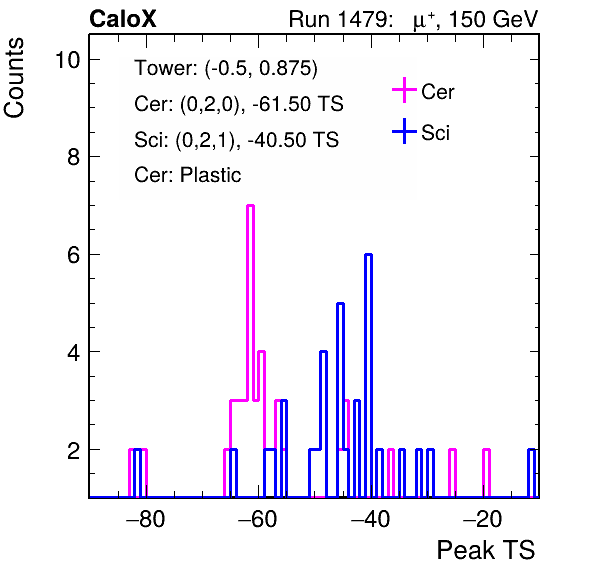 CaloX Run 1479: μ⁺, 150 GeV
Counts
Tower: (-0.5, 0.875)
Cer: (0,2,0), -61.50 TS
Sci: (0,2,1), -40.50 TS
Cer: Plastic
Cer
Sci
10
8
6
4
2
−80 −60 −40 −20
Peak TS